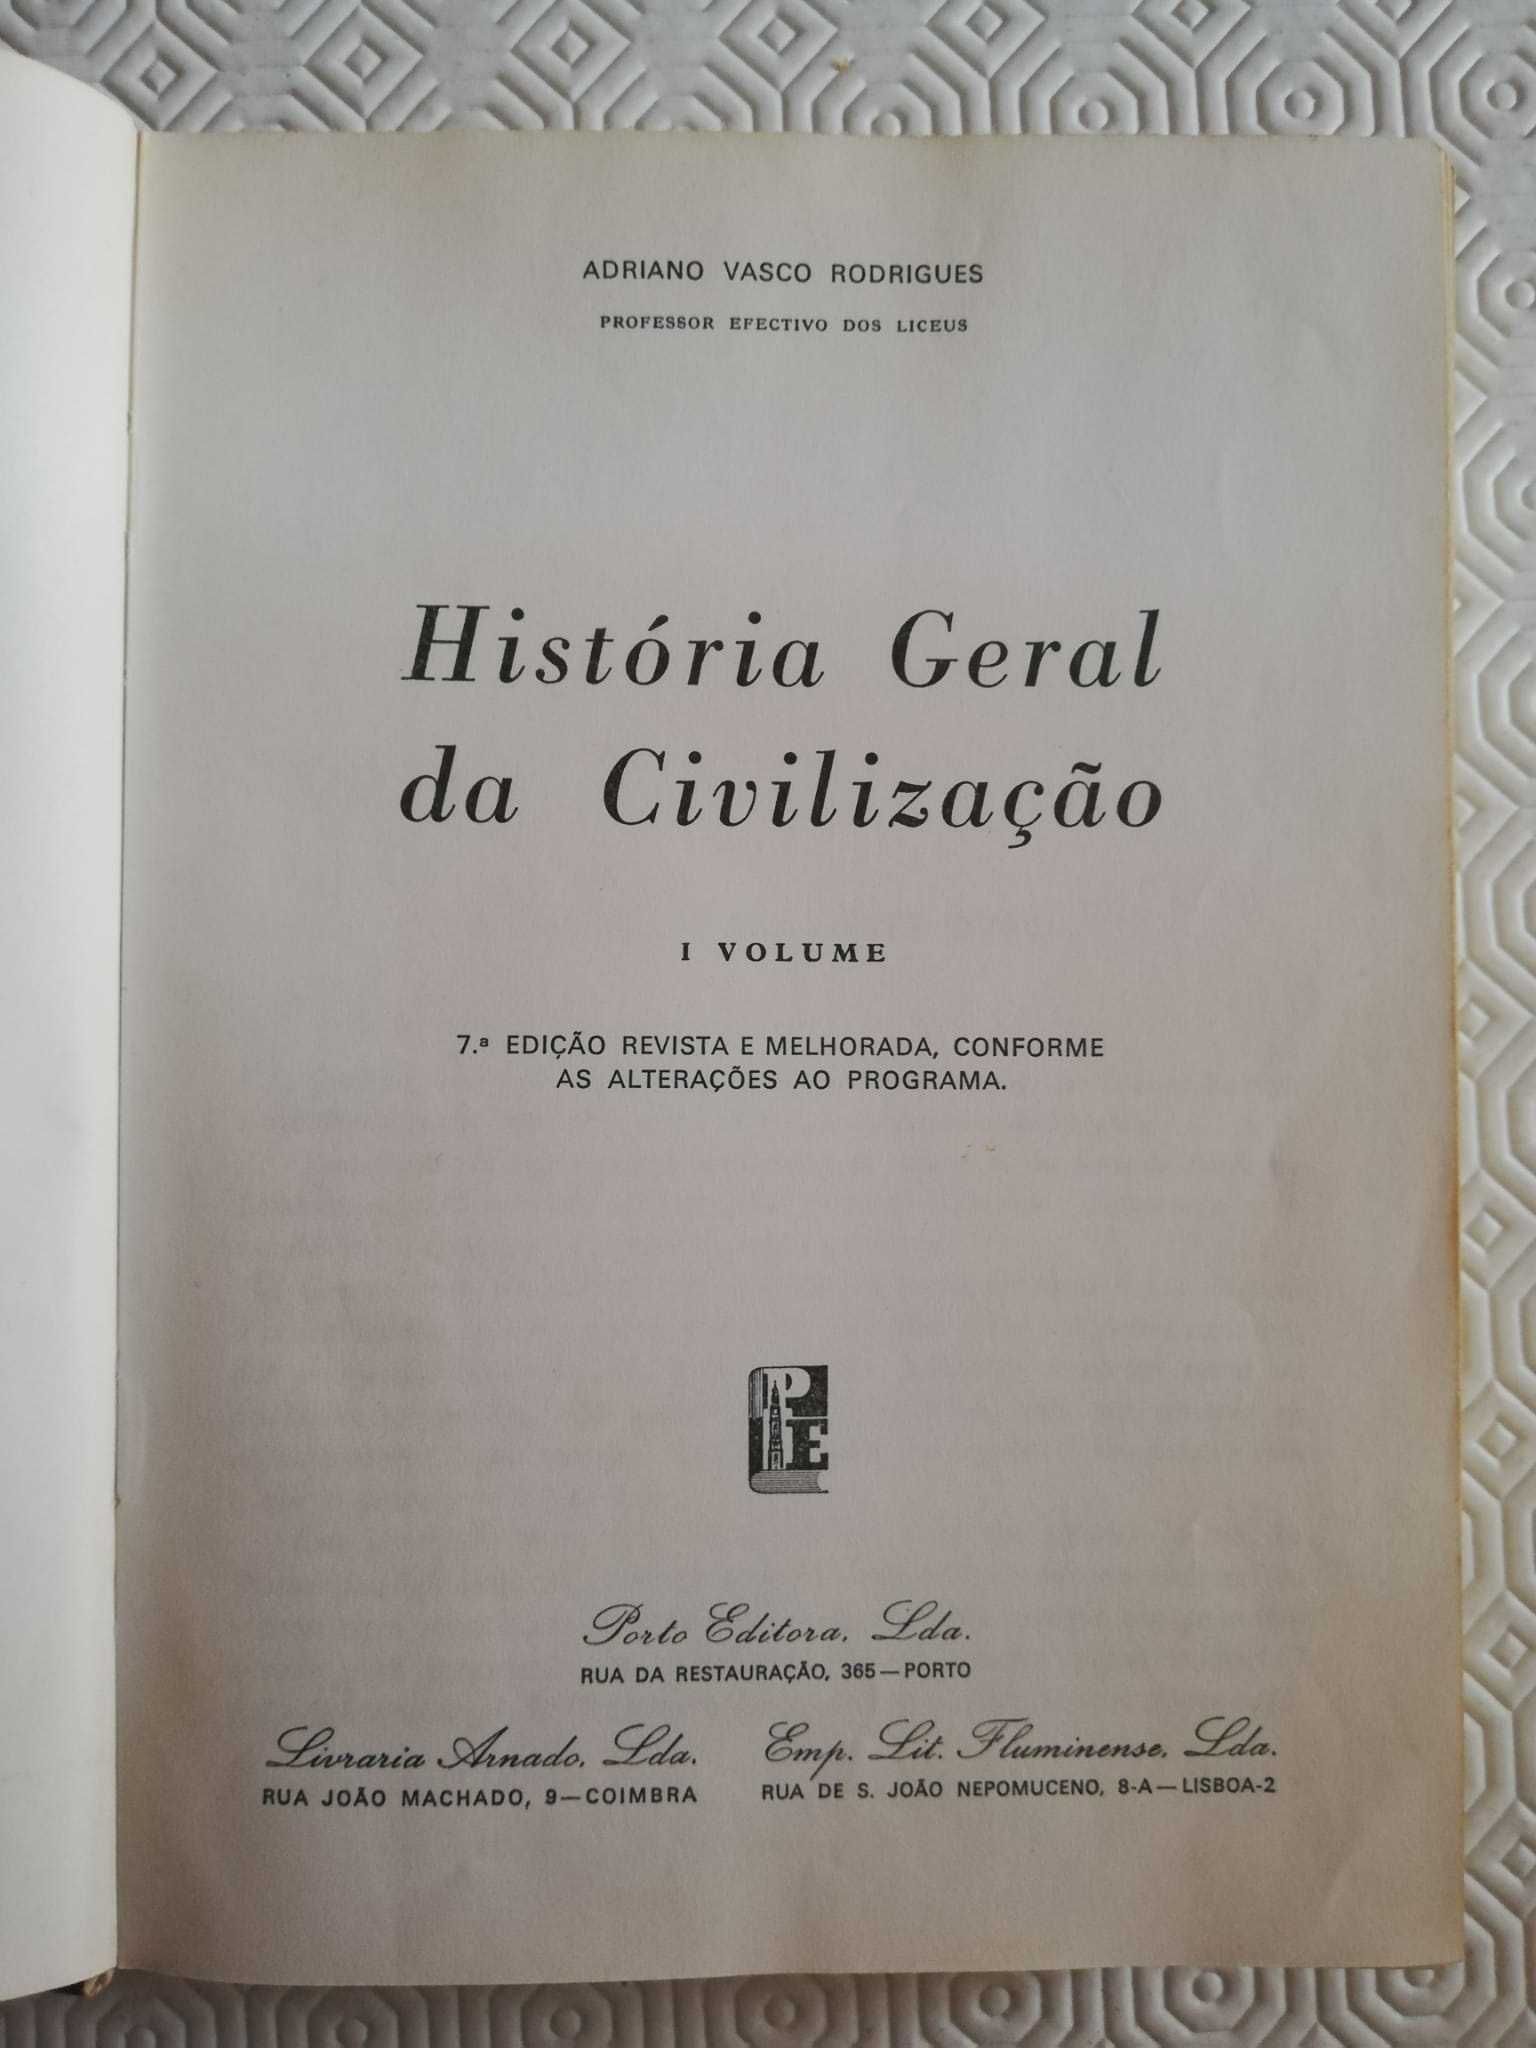 ADRIANO VASCO RODRIGUES
PROFESSOR EFECTIVO DOS LICEUS
História Geral
da Civilização
I VOLUME
7.ª EDIÇÃO REVISTA E MELHORADA, CONFORME
AS ALTERAÇÕES AO PROGRAMA.
PE
Porto Editora, Lda.
RUA DA RESTAURAÇÃO, 365—PORTO
Livraria Arnado, Lda.
RUA JOÃO MACHADO, 9—COIMBRA
Emp. Lit. Fluminense, Lda.
RUA DE S. JOÃO NEPOMUCENO, 8-A—LISBOA-2